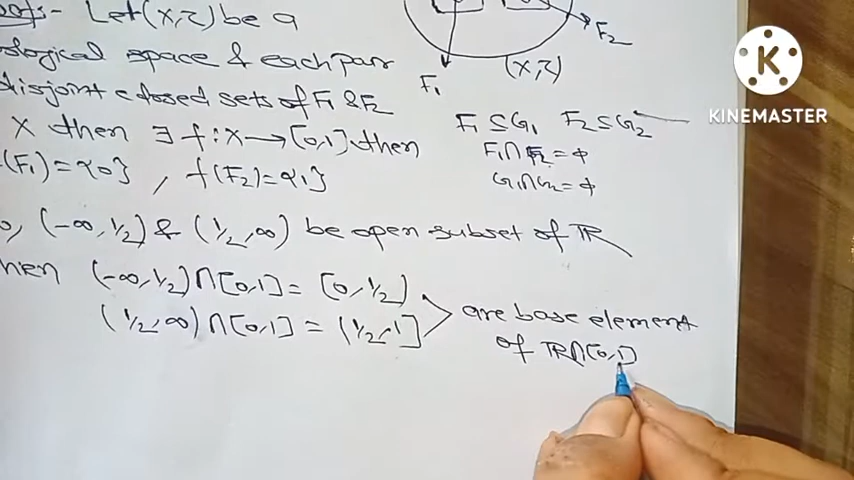 Let (X,τ) be a
ological space & each pair
disjoint closed sets of F₁ & F₂
X then ∃ f: X → [0,1] then
(F₁) = {0} , f(F₂) = {1}
F₂
F₁
(X,τ)
F₁ ⊆ G₁ F₂ ⊆ G₂
F₁ ∩ F₂ = ϕ
G₁ ∩ G₂ = ϕ
(-∞, 1/2) & (1/2, ∞) be open subset of ℝ
hen (-∞, 1/2) ∩ [0,1] = [0, 1/2)
(1/2, ∞) ∩ [0,1] = (1/2, 1]
are base element
of ℝ ∩ [0,1]
KINEMASTER